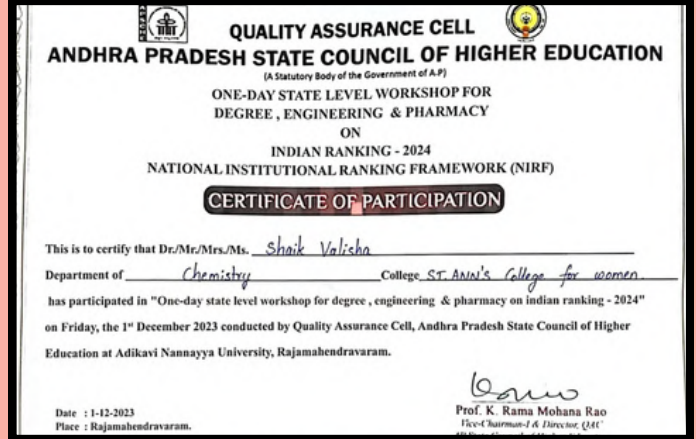 QUALITY ASSURANCE CELL
ANDHRA PRADESH STATE COUNCIL OF HIGHER EDUCATION
(A Statutory Body of the Government of A.P)
ONE-DAY STATE LEVEL WORKSHOP FOR
DEGREE , ENGINEERING & PHARMACY
ON
INDIAN RANKING - 2024
NATIONAL INSTITUTIONAL RANKING FRAMEWORK (NIRF)
CERTIFICATE OF PARTICIPATION
This is to certify that Dr./Mr./Mrs./Ms. Shaik Valisha
Department of Chemistry College ST. ANN'S College for women
has participated in "One-day state level workshop for degree , engineering & pharmacy on indian ranking - 2024"
on Friday, the 1st December 2023 conducted by Quality Assurance Cell, Andhra Pradesh State Council of Higher
Education at Adikavi Nannayya University, Rajamahendravaram.
Date : 1-12-2023
Place : Rajamahendravaram.
Prof. K. Rama Mohana Rao
Vice-Chairman-I & Director, QAC